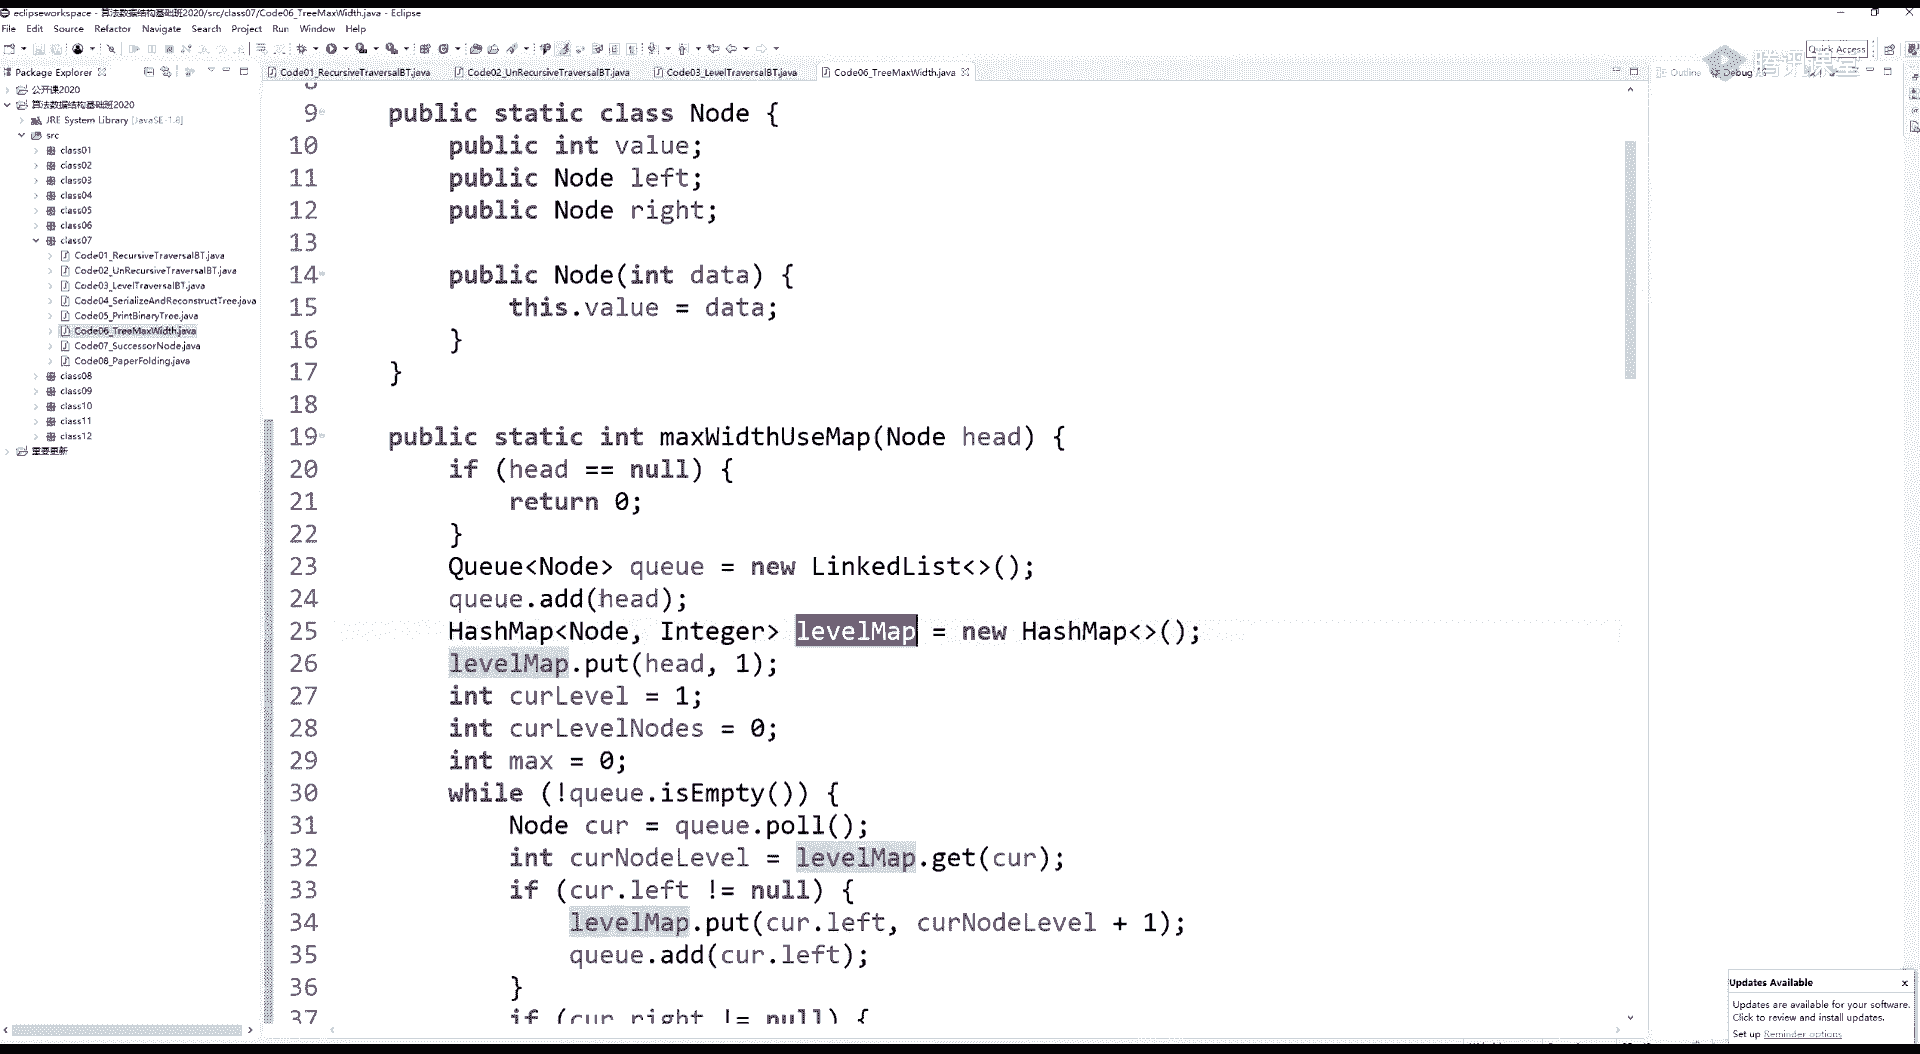 eclipseworkspace - 算法数据结构基础班2020/src/class07/Code06_TreeMaxWidth.java - Eclipse
File Edit Source Refactor Navigate Search Project Run Window Help
Quick Access
腾讯课堂
Package Explorer
Code01_RecursiveTraversalBT.java
Code02_UnRecursiveTraversalBT.java
Code03_LevelTraversalBT.java
Code06_TreeMaxWidth.java
Outline
Debug
公开课2020
算法数据结构基础班2020
JRE System Library [JavaSE-1.8]
src
class01
class02
class03
class04
class05
class06
class07
Code01_RecursiveTraversalBT.java
Code02_UnRecursiveTraversalBT.java
Code03_LevelTraversalBT.java
Code04_SerializeAndReconstructTree.java
Code05_PrintBinaryTree.java
Code06_TreeMaxWidth.java
Code07_SuccessorNode.java
Code08_PaperFolding.java
class08
class09
class10
class11
class12
重要更新
9 public static class Node {
10 public int value;
11 public Node left;
12 public Node right;
13
14 public Node(int data) {
15 this.value = data;
16 }
17 }
18
19 public static int maxWidthUseMap(Node head) {
20 if (head == null) {
21 return 0;
22 }
23 Queue<Node> queue = new LinkedList<>();
24 queue.add(head);
25 HashMap<Node, Integer> levelMap = new HashMap<>();
26 levelMap.put(head, 1);
27 int curLevel = 1;
28 int curLevelNodes = 0;
29 int max = 0;
30 while (!queue.isEmpty()) {
31 Node cur = queue.poll();
32 int curNodeLevel = levelMap.get(cur);
33 if (cur.left != null) {
34 levelMap.put(cur.left, curNodeLevel + 1);
35 queue.add(cur.left);
36 }
37 if (cur.right != null) {
Updates Available
Updates are available for your software.
Click to review and install updates.
Set up Reminder options